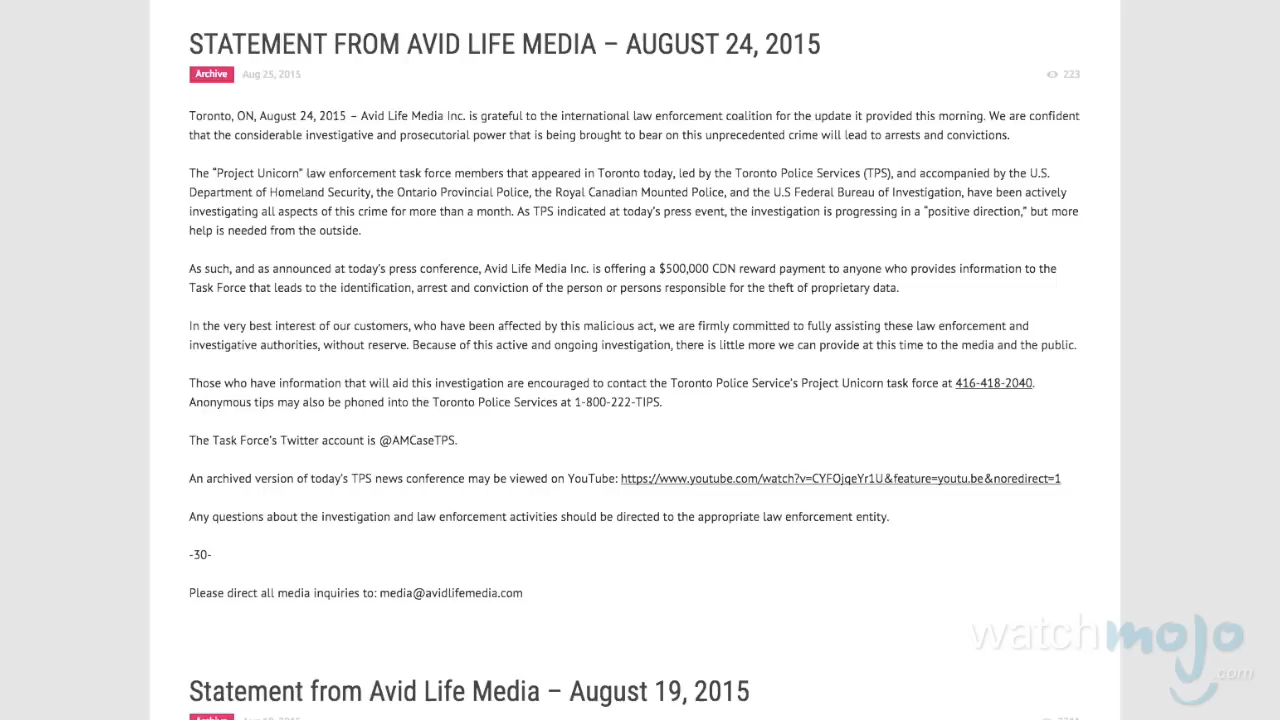 STATEMENT FROM AVID LIFE MEDIA – AUGUST 24, 2015
Archive Aug 25, 2015 223
Toronto, ON, August 24, 2015 – Avid Life Media Inc. is grateful to the international law enforcement coalition for the update it provided this morning. We are confident
that the considerable investigative and prosecutorial power that is being brought to bear on this unprecedented crime will lead to arrests and convictions.
The “Project Unicorn” law enforcement task force members that appeared in Toronto today, led by the Toronto Police Services (TPS), and accompanied by the U.S.
Department of Homeland Security, the Ontario Provincial Police, the Royal Canadian Mounted Police, and the U.S Federal Bureau of Investigation, have been actively
investigating all aspects of this crime for more than a month. As TPS indicated at today’s press event, the investigation is progressing in a “positive direction,” but more
help is needed from the outside.
As such, and as announced at today’s press conference, Avid Life Media Inc. is offering a $500,000 CDN reward payment to anyone who provides information to the
Task Force that leads to the identification, arrest and conviction of the person or persons responsible for the theft of proprietary data.
In the very best interest of our customers, who have been affected by this malicious act, we are firmly committed to fully assisting these law enforcement and
investigative authorities, without reserve. Because of this active and ongoing investigation, there is little more we can provide at this time to the media and the public.
Those who have information that will aid this investigation are encouraged to contact the Toronto Police Service’s Project Unicorn task force at 416-418-2040.
Anonymous tips may also be phoned into the Toronto Police Services at 1-800-222-TIPS.
The Task Force’s Twitter account is @AMCaseTPS.
An archived version of today’s TPS news conference may be viewed on YouTube: https://www.youtube.com/watch?v=CYFOjqeYr1U&feature=youtu.be&noredirect=1
Any questions about the investigation and law enforcement activities should be directed to the appropriate law enforcement entity.
-30-
Please direct all media inquiries to: media@avidlifemedia.com
watchmojo
.com
Statement from Avid Life Media – August 19, 2015